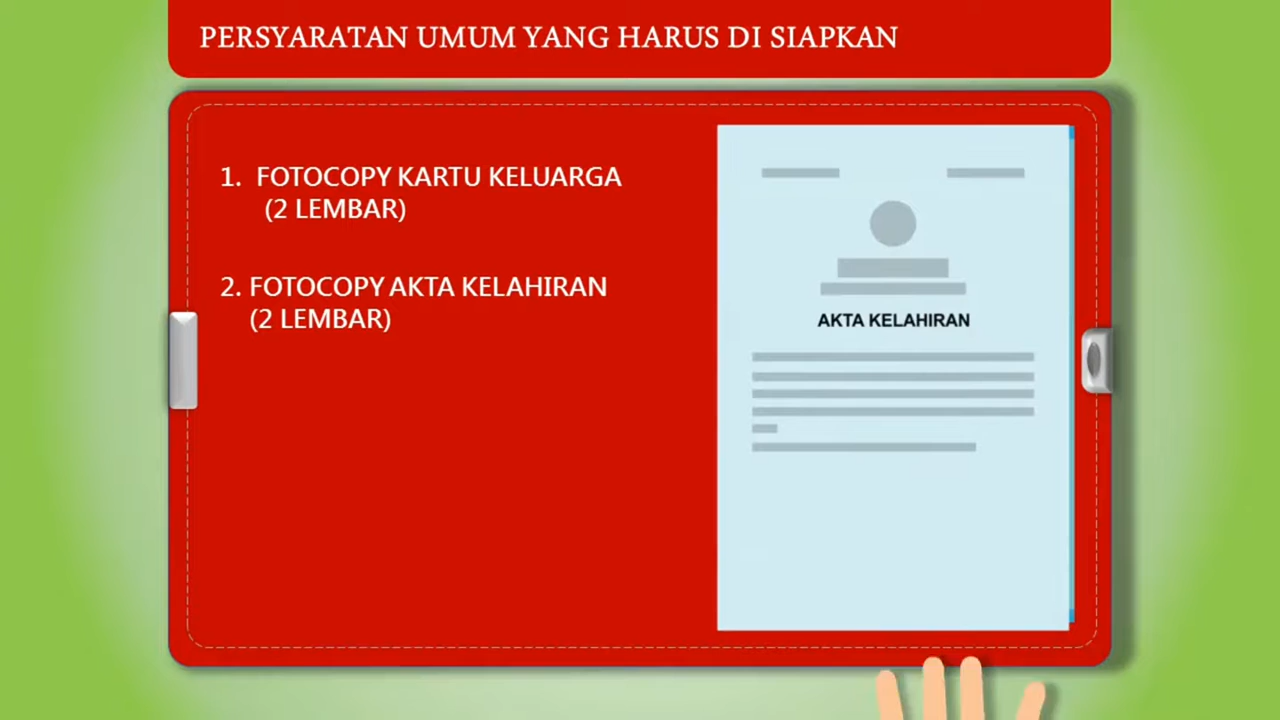 PERSYARATAN UMUM YANG HARUS DI SIAPKAN
1. FOTOCOPY KARTU KELUARGA
(2 LEMBAR)
2. FOTOCOPY AKTA KELAHIRAN
(2 LEMBAR)
AKTA KELAHIRAN